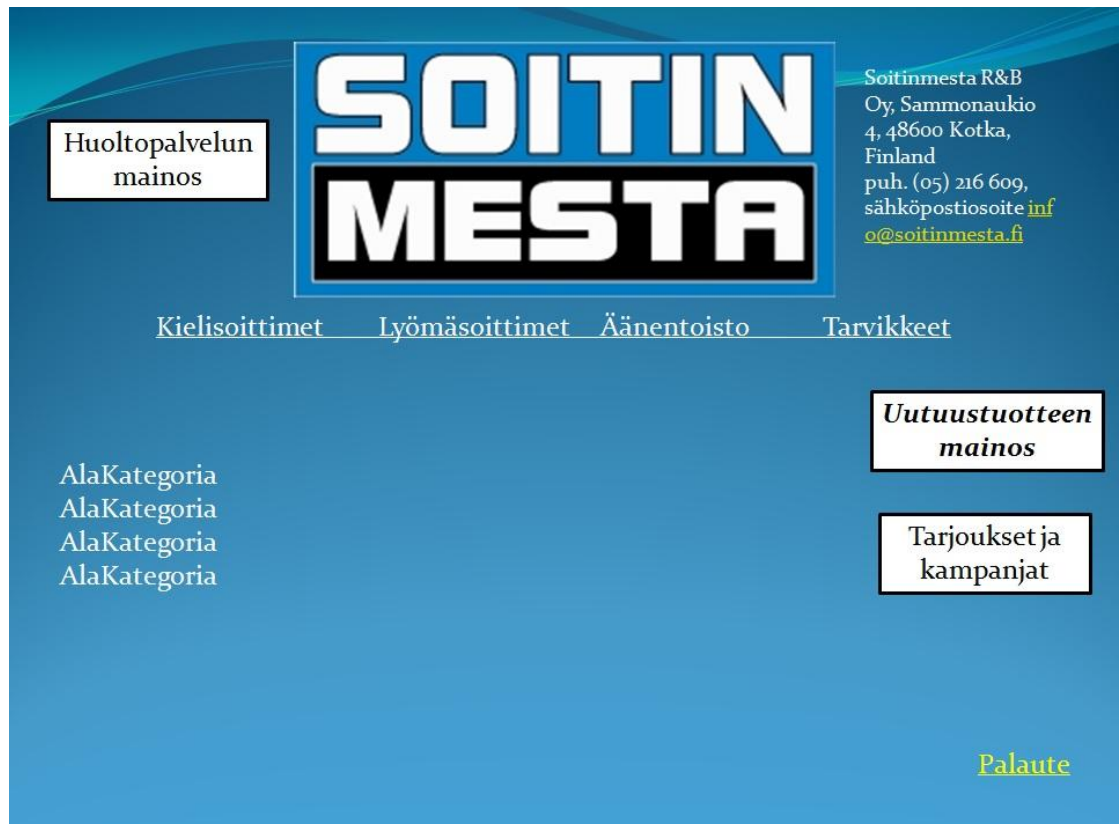 SOITIN
MESTA
Huoltopalvelun
mainos
Soitinmesta R&B
Oy, Sammonaukio
4, 48600 Kotka,
Finland
puh. (05) 216 609,
sähköpostiosoite inf
o@soitinmesta.fi
Kielisoittimet Lyömäsoittimet Äänentoisto Tarvikkeet
Uutuustuotteen
mainos
AlaKategoria
AlaKategoria
AlaKategoria
AlaKategoria
Tarjoukset ja
kampanjat
Palaute